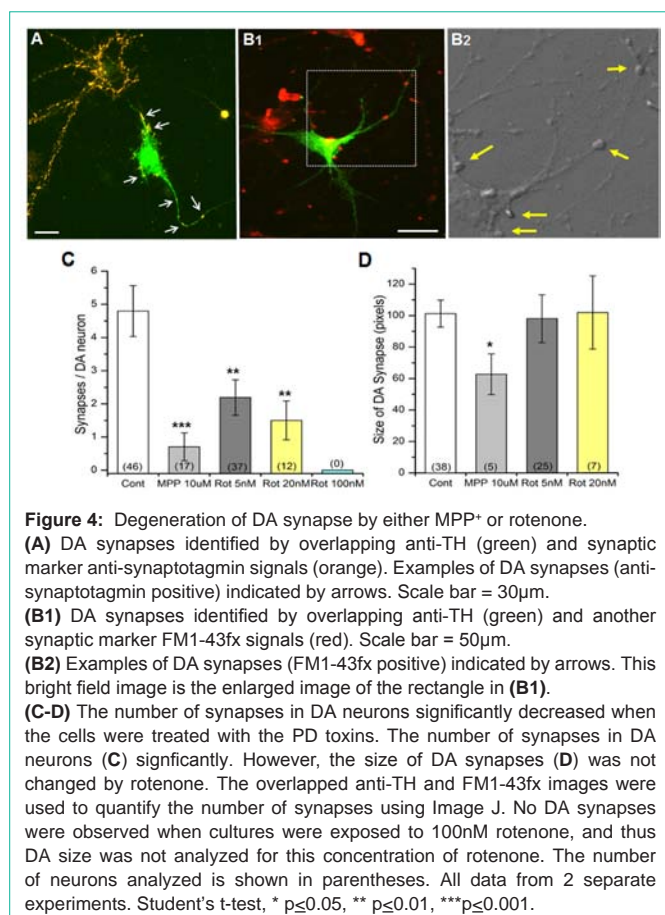 A
B1
B2
C
Synapses / DA neuron
6
5
4
3
2
1
0
***
**
**
(46)
(17)
(37)
(12)
(0)
Cont
MPP 10uM
Rot 5nM
Rot 20nM
Rot 100nM
D
Size of DA Synapse (pixels)
120
100
80
60
40
20
0
*
(38)
(5)
(25)
(7)
Cont
MPP 10uM
Rot 5nM
Rot 20nM
Figure 4: Degeneration of DA synapse by either MPP⁺ or rotenone.
(A) DA synapses identified by overlapping anti-TH (green) and synaptic
marker anti-synaptotagmin signals (orange). Examples of DA synapses (anti-
synaptotagmin positive) indicated by arrows. Scale bar = 30µm.
(B1) DA synapses identified by overlapping anti-TH (green) and another
synaptic marker FM1-43fx signals (red). Scale bar = 50µm.
(B2) Examples of DA synapses (FM1-43fx positive) indicated by arrows. This
bright field image is the enlarged image of the rectangle in (B1).
(C-D) The number of synapses in DA neurons significantly decreased when
the cells were treated with the PD toxins. The number of synapses in DA
neurons (C) signficantly. However, the size of DA synapses (D) was not
changed by rotenone. The overlapped anti-TH and FM1-43fx images were
used to quantify the number of synapses using Image J. No DA synapses
were observed when cultures were exposed to 100nM rotenone, and thus
DA size was not analyzed for this concentration of rotenone. The number
of neurons analyzed is shown in parentheses. All data from 2 separate
experiments. Student's t-test, * p≤0.05, ** p≤0.01, ***p≤0.001.